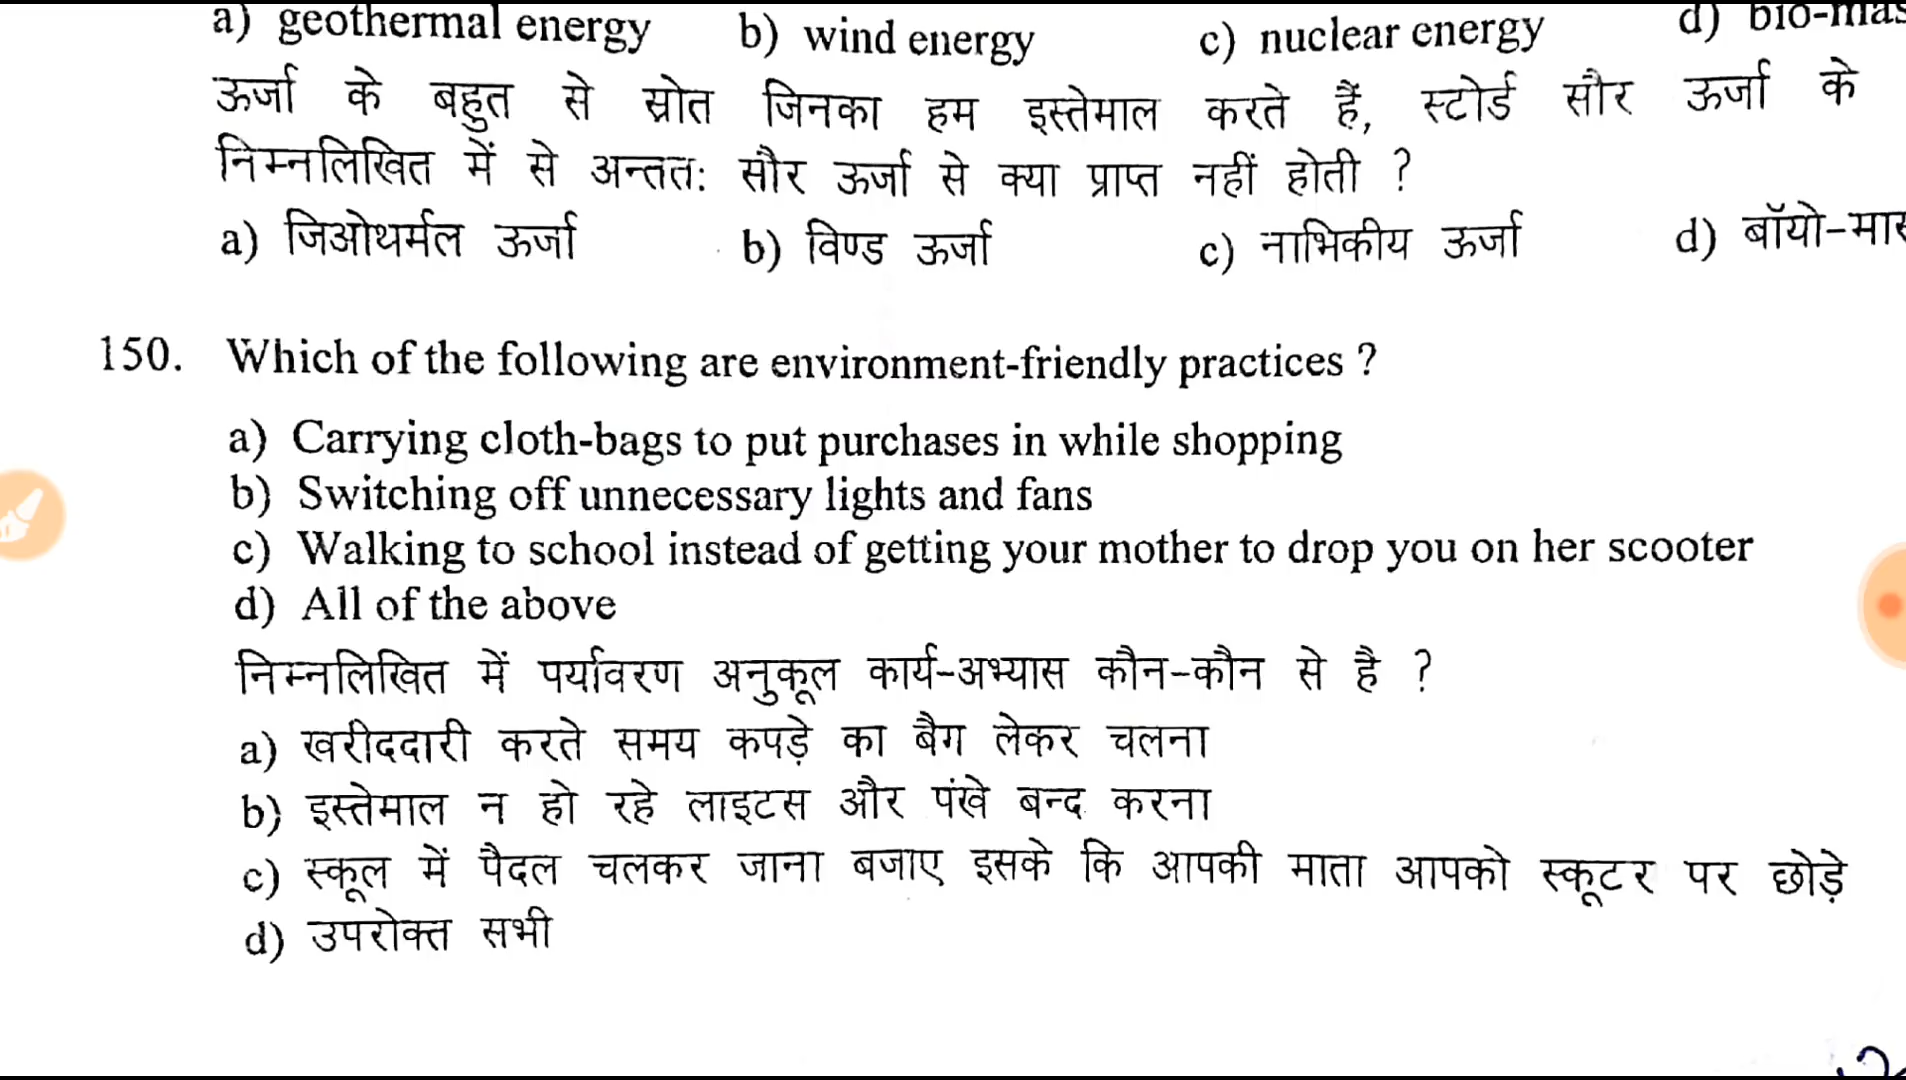 a) geothermal energy b) wind energy c) nuclear energy d) bio-mas
ऊर्जा के बहुत से स्रोत जिनका हम इस्तेमाल करते हैं, स्टोर्ड सौर ऊर्जा के
निम्नलिखित में से अन्ततः सौर ऊर्जा से क्या प्राप्त नहीं होती ?
a) जिओथर्मल ऊर्जा b) विण्ड ऊर्जा c) नाभिकीय ऊर्जा d) बॉयो-मास
150. Which of the following are environment-friendly practices ?
a) Carrying cloth-bags to put purchases in while shopping
b) Switching off unnecessary lights and fans
c) Walking to school instead of getting your mother to drop you on her scooter
d) All of the above
निम्नलिखित में पर्यावरण अनुकूल कार्य-अभ्यास कौन-कौन से है ?
a) खरीददारी करते समय कपड़े का बैग लेकर चलना
b) इस्तेमाल न हो रहे लाइटस और पंखे बन्द करना
c) स्कूल में पैदल चलकर जाना बजाए इसके कि आपकी माता आपको स्कूटर पर छोड़े
d) उपरोक्त सभी